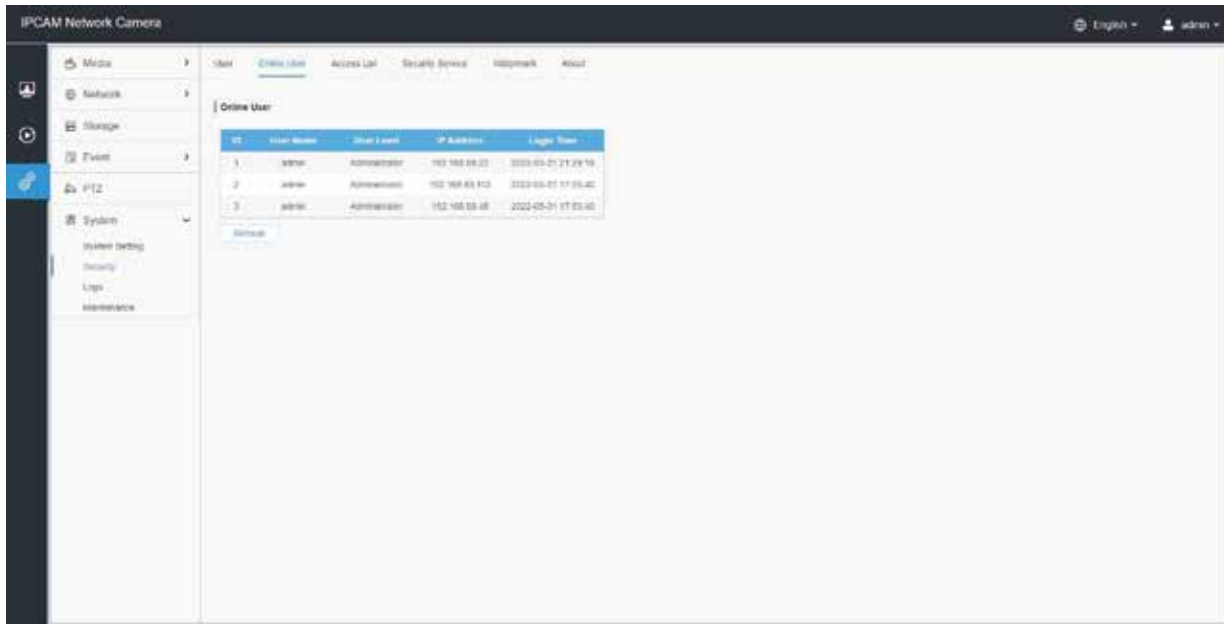 IPCAM Network Camera
English
admin
Media
Network
Storage
Event
PTZ
System
System Setting
Security
Logs
Maintenance
User Online User Access List Security Service Watermark About
Online User
ID User Name User Level IP Address Login Time
1 admin Administrator
2 admin Administrator
3 admin Administrator
Refresh